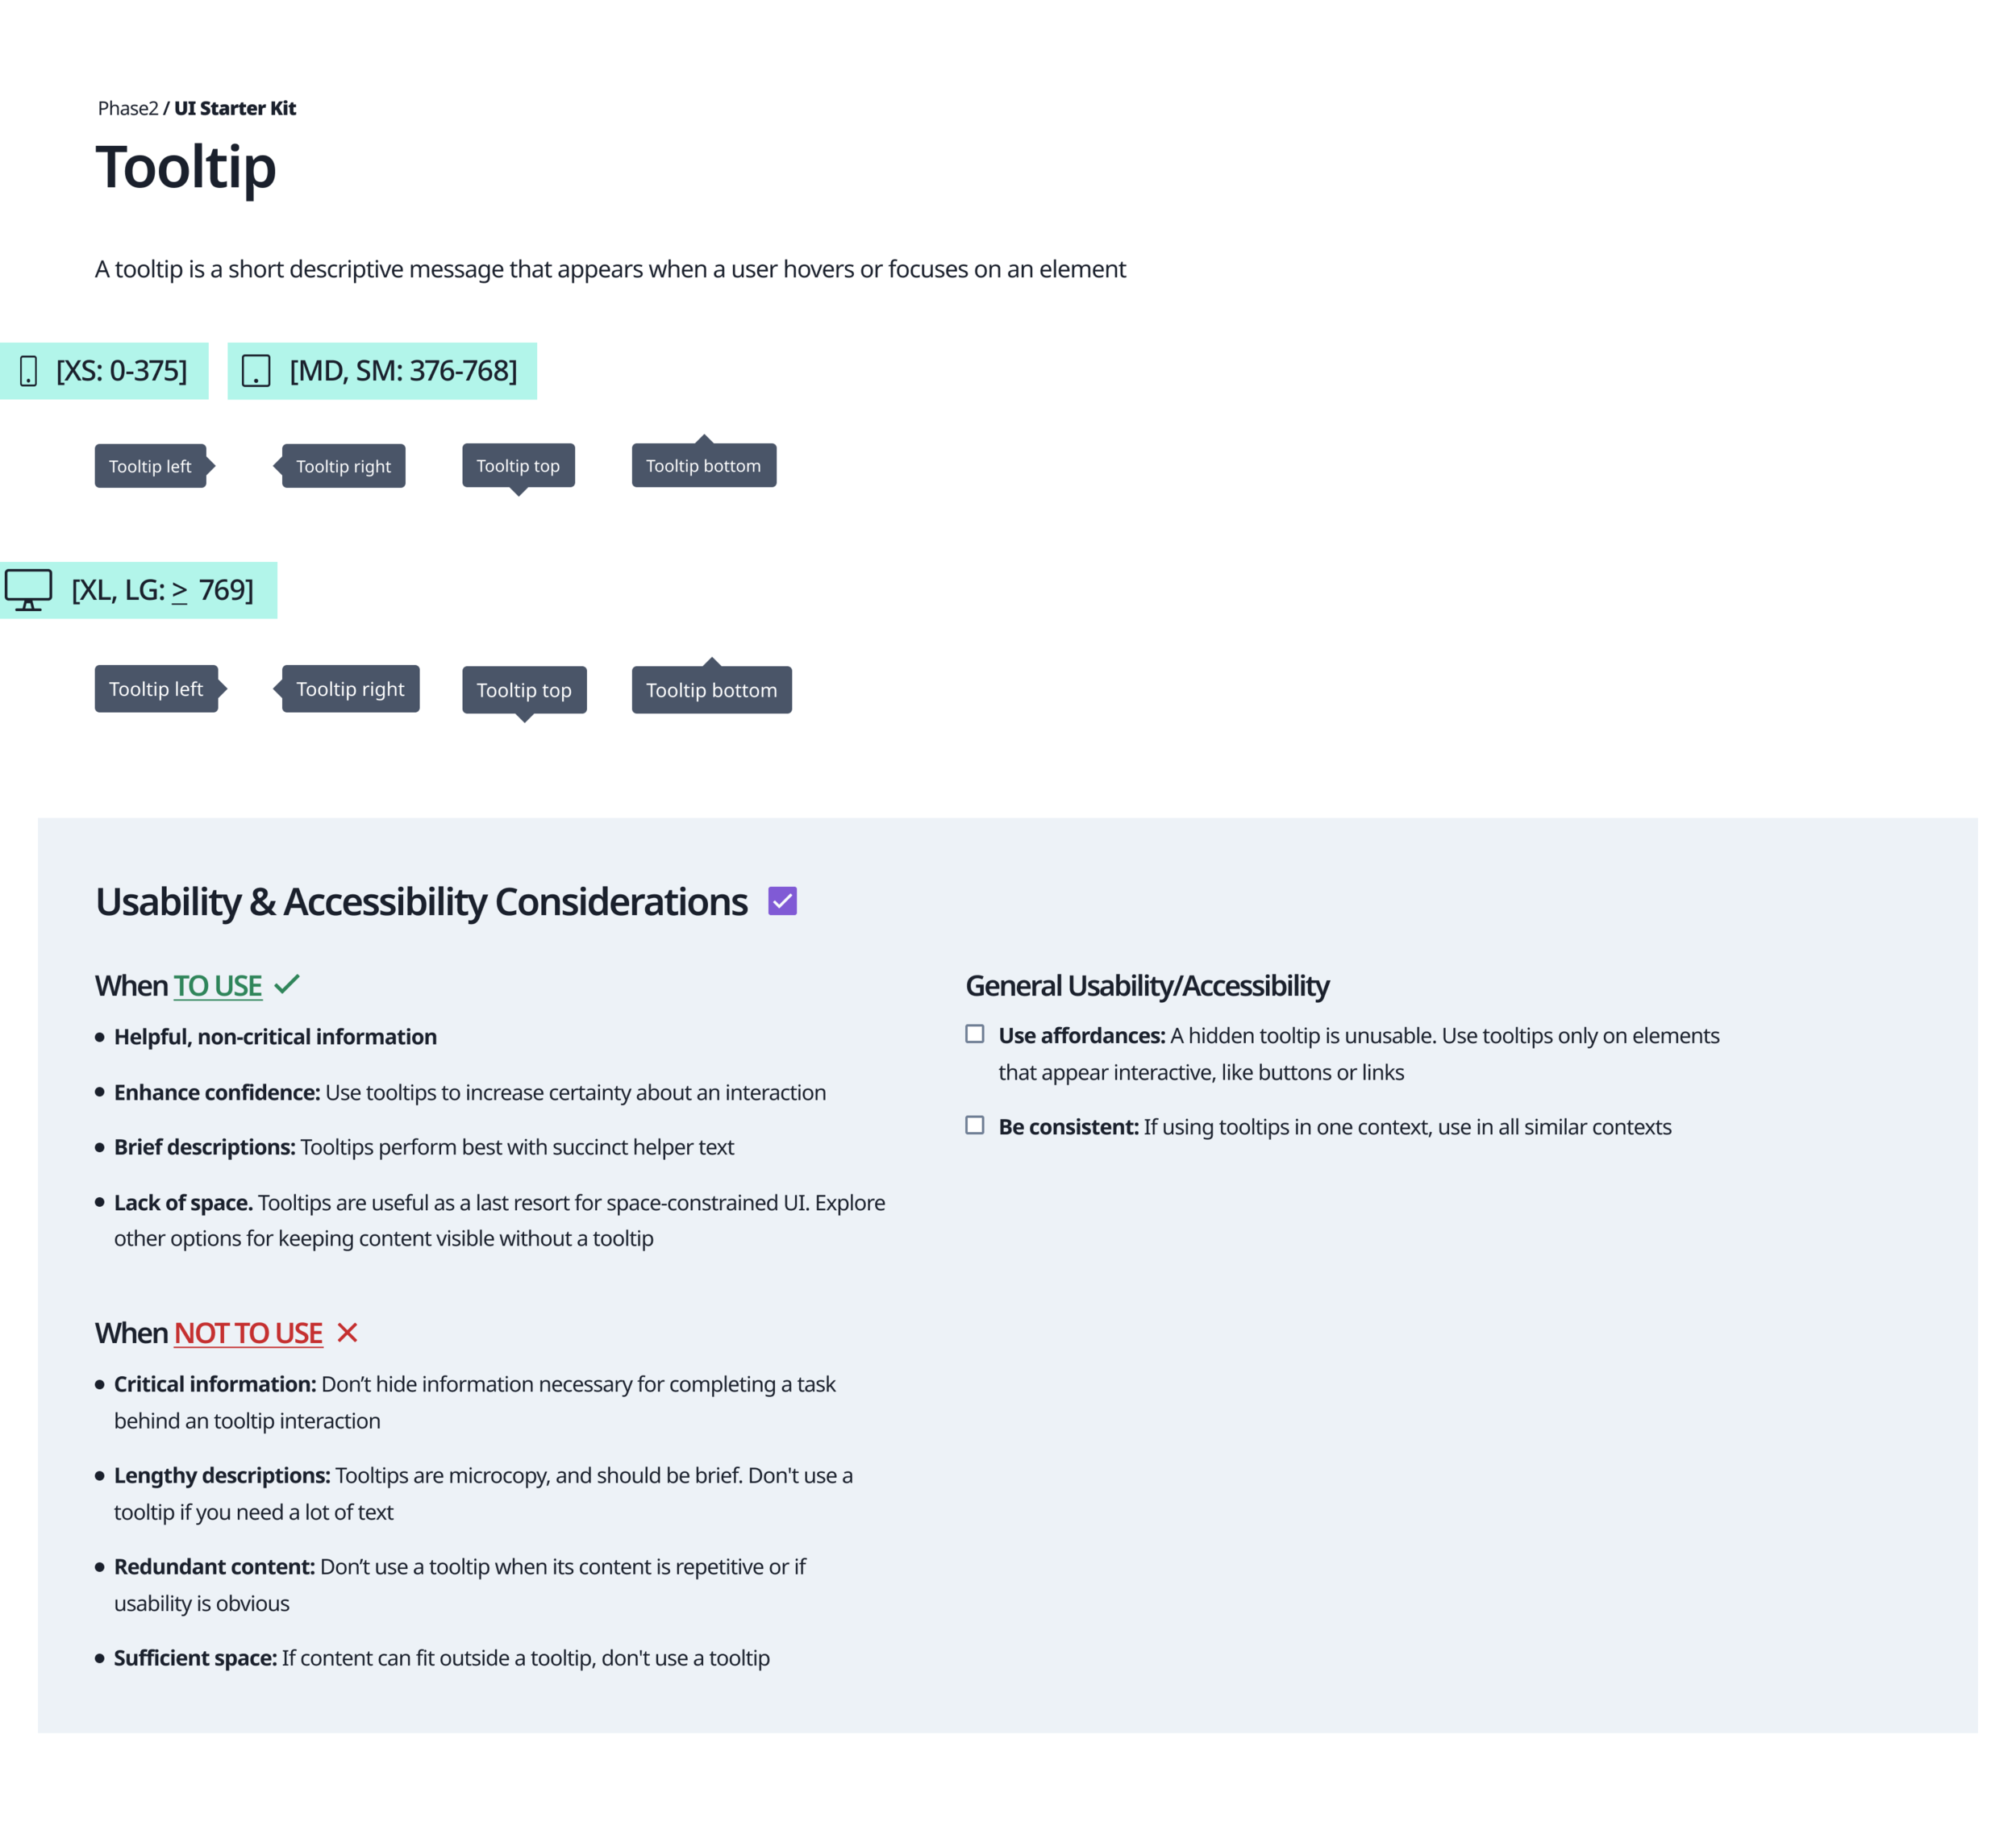 Phase2 / UI Starter Kit
Tooltip
A tooltip is a short descriptive message that appears when a user hovers or focuses on an element
[XS: 0-375] [MD, SM: 376-768]
Tooltip left Tooltip right Tooltip top Tooltip bottom
[XL, LG: ≥ 769]
Tooltip left Tooltip right Tooltip top Tooltip bottom
Usability & Accessibility Considerations
When TO USE
• Helpful, non-critical information
• Enhance confidence: Use tooltips to increase certainty about an interaction
• Brief descriptions: Tooltips perform best with succinct helper text
• Lack of space. Tooltips are useful as a last resort for space-constrained UI. Explore
other options for keeping content visible without a tooltip
When NOT TO USE
• Critical information: Don’t hide information necessary for completing a task
behind an tooltip interaction
• Lengthy descriptions: Tooltips are microcopy, and should be brief. Don't use a
tooltip if you need a lot of text
• Redundant content: Don’t use a tooltip when its content is repetitive or if
usability is obvious
• Sufficient space: If content can fit outside a tooltip, don't use a tooltip
General Usability/Accessibility
Use affordances: A hidden tooltip is unusable. Use tooltips only on elements
that appear interactive, like buttons or links
Be consistent: If using tooltips in one context, use in all similar contexts